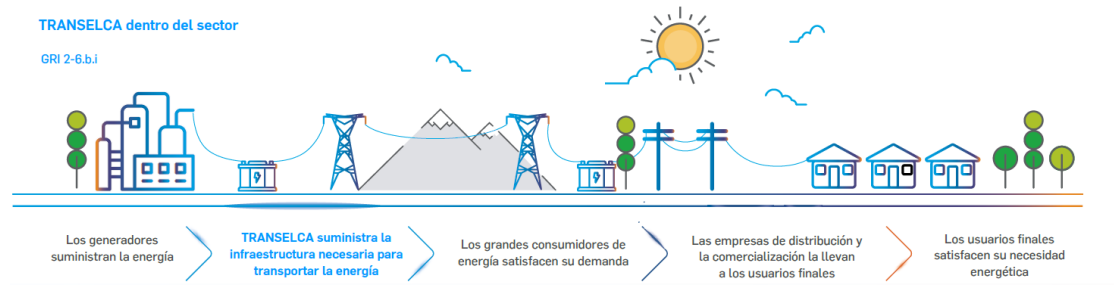 TRANSELCA dentro del sector
GRI 2-6.b.i
Los generadores
suministran la energía
TRANSELCA suministra la
infraestructura necesaria para
transportar la energía
Los grandes consumidores de
energía satisfacen su demanda
Las empresas de distribución y
la comercialización la llevan
a los usuarios finales
Los usuarios finales
satisfacen su necesidad
energética